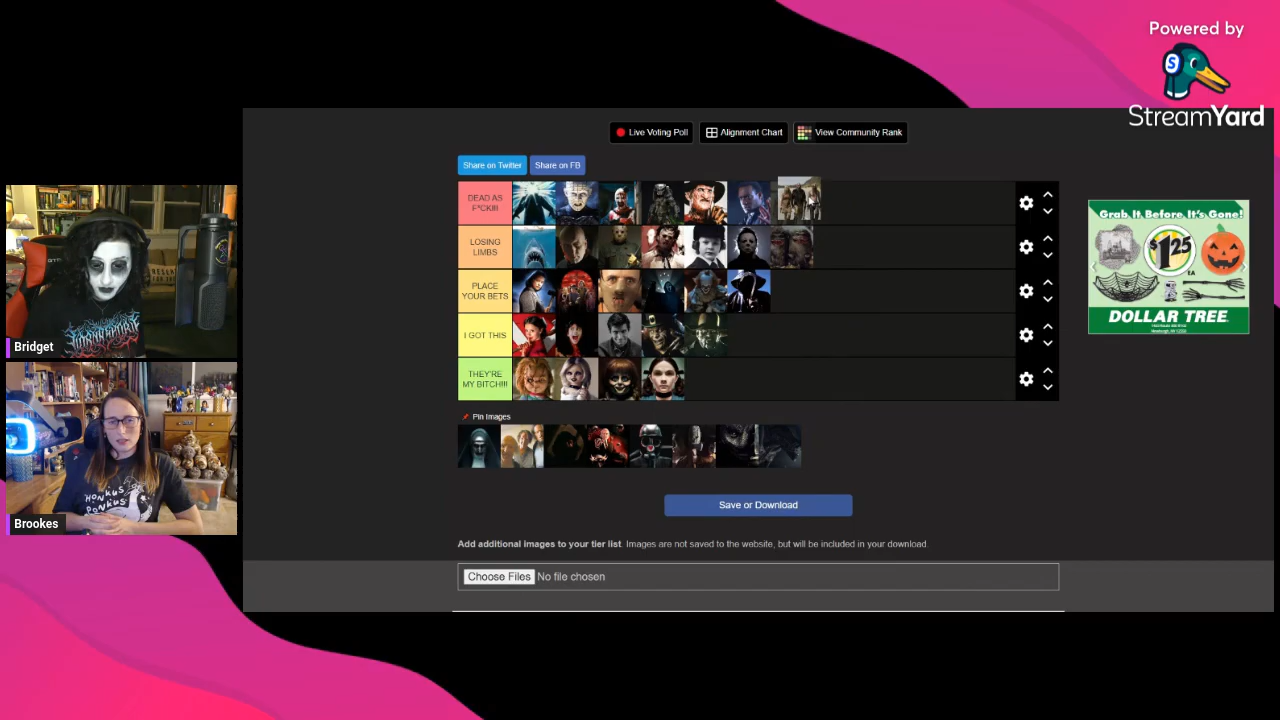 Powered by
S
StreamYard
Live Voting Poll
Alignment Chart
View Community Rank
Share on Twitter
Share on FB
DEAD AS
F*CK!!!
LOSING
LIMBS
PLACE
YOUR BETS
I GOT THIS
THEY'RE
MY BITCH!!!
Grab It Before It's Gone!
$1.25
EA
DOLLAR TREE
Bridget
HONKUS
PONKUS
Brookes
Pin Images
Save or Download
Add additional images to your tier list. Images are not saved to the website, but will be included in your download.
Choose Files No file chosen